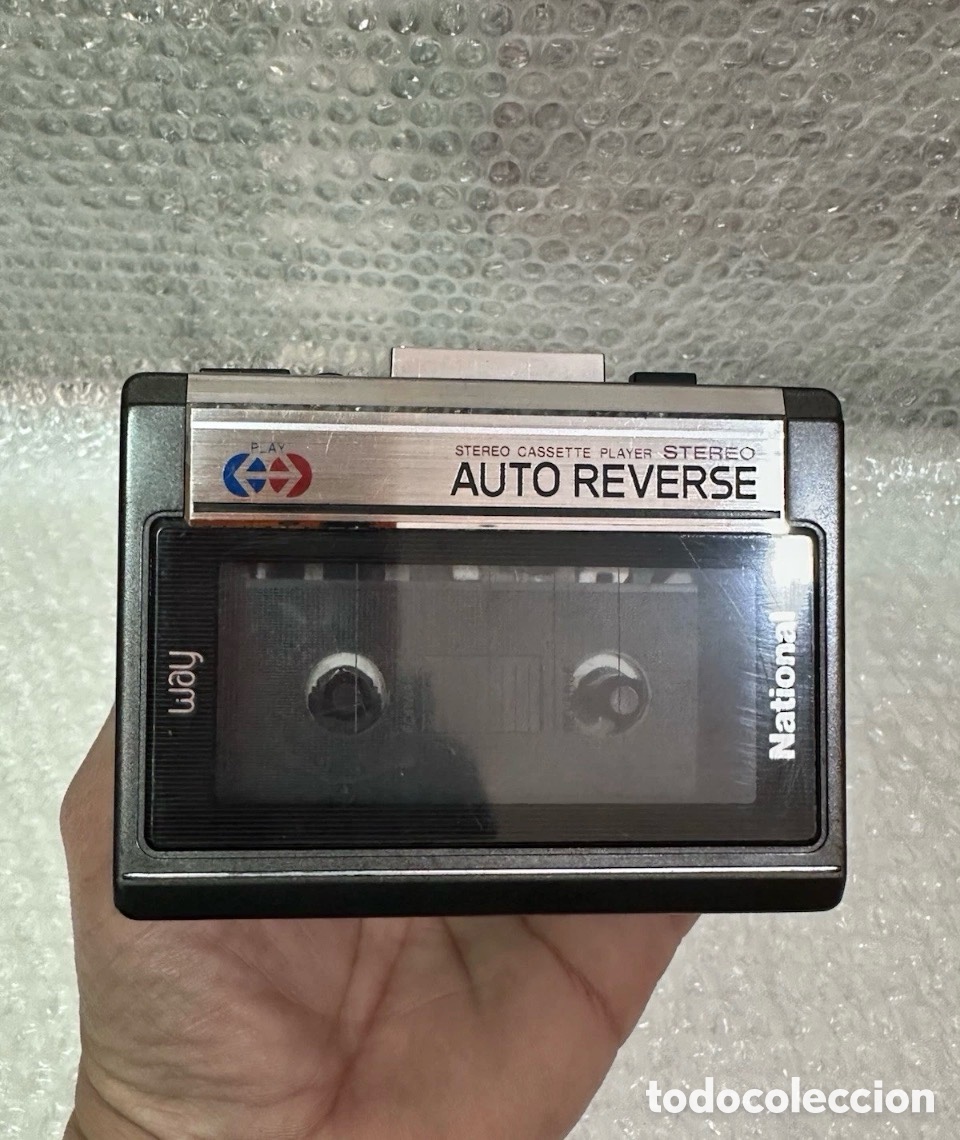 PLAY
STEREO CASSETTE PLAYER STEREO
AUTO REVERSE
way
National
todocoleccion